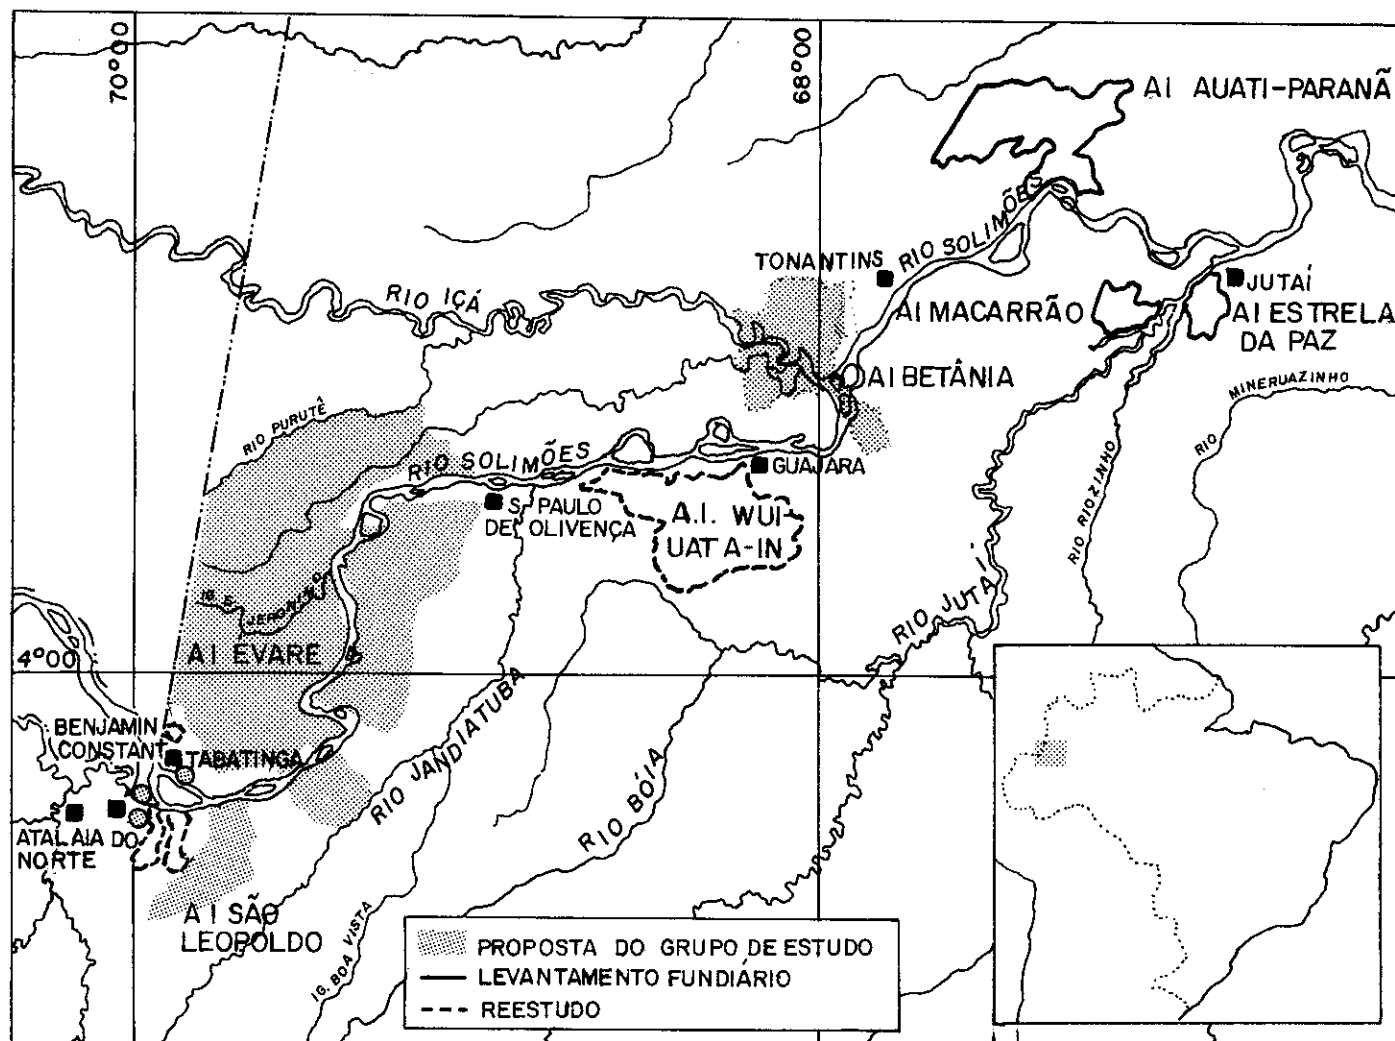 70°00
68°00
AI AUATI-PARANÃ
RIO SOLIMÕES
TONANTINS
JUTAÍ
RIO IÇÁ
AI MACARRÃO
AI ESTRELA
DA PAZ
AI BETÂNIA
MINERUAZINHO
RIO
RIO PURUTÊ
RIO SOLIMÕES
GUAJARA
S. PAULO
DE OLIVENÇA
A.I. WUI-
UATA-IN
RIO RIOZINHO
IG. S. JERONIMO
RIO JUTAÍ
AI EVARE
4°00
BENJAMIN
CONSTANT
TABATINGA
RIO JANDIATUBA
RIO BÓIA
ATALAIA DO
NORTE
AI SÃO
LEOPOLDO
IG. BOA VISTA
PROPOSTA DO GRUPO DE ESTUDO
LEVANTAMENTO FUNDIÁRIO
REESTUDO